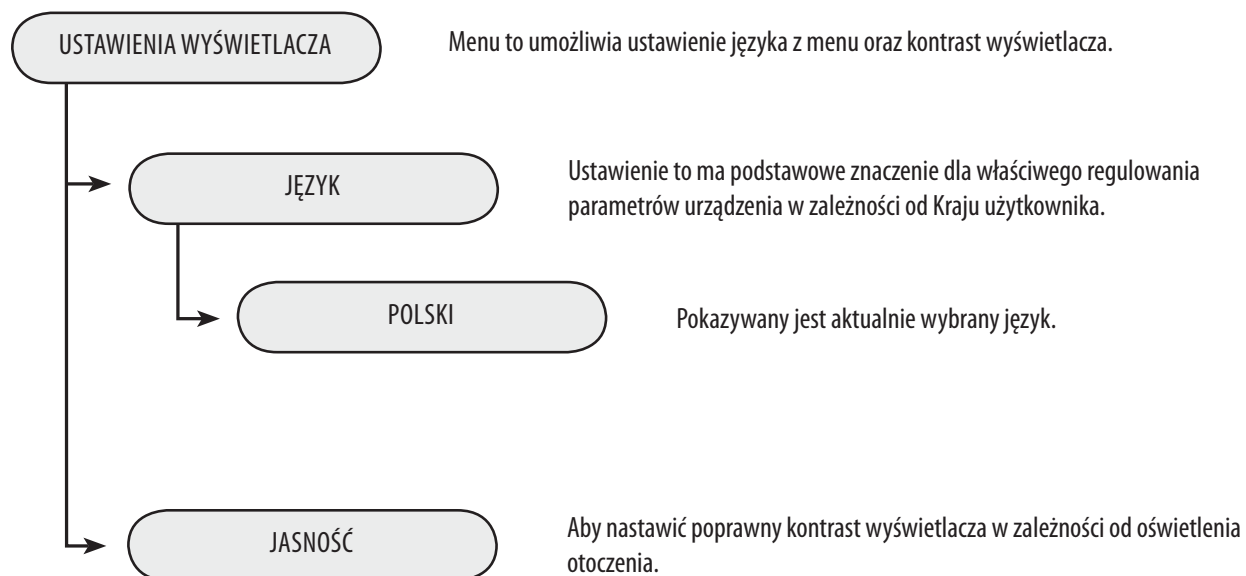 USTAWIENIA WYŚWIETLACZA
Menu to umożliwia ustawienie języka z menu oraz kontrast wyświetlacza.
JĘZYK
Ustawienie to ma podstawowe znaczenie dla właściwego regulowania
parametrów urządzenia w zależności od Kraju użytkownika.
POLSKI
Pokazywany jest aktualnie wybrany język.
JASNOŚĆ
Aby nastawić poprawny kontrast wyświetlacza w zależności od oświetlenia
otoczenia.